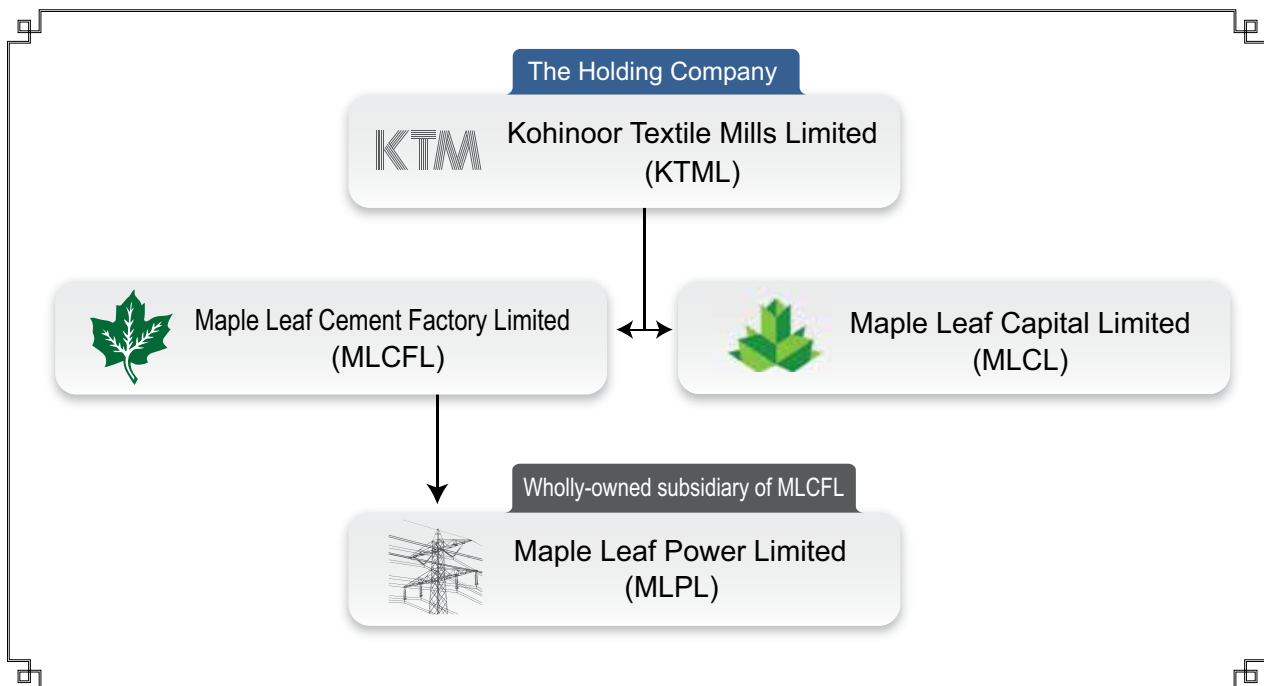 The Holding Company
KTM
Kohinoor Textile Mills Limited
(KTML)
Maple Leaf Cement Factory Limited
(MLCFL)
Maple Leaf Capital Limited
(MLCL)
Wholly-owned subsidiary of MLCFL
Maple Leaf Power Limited
(MLPL)